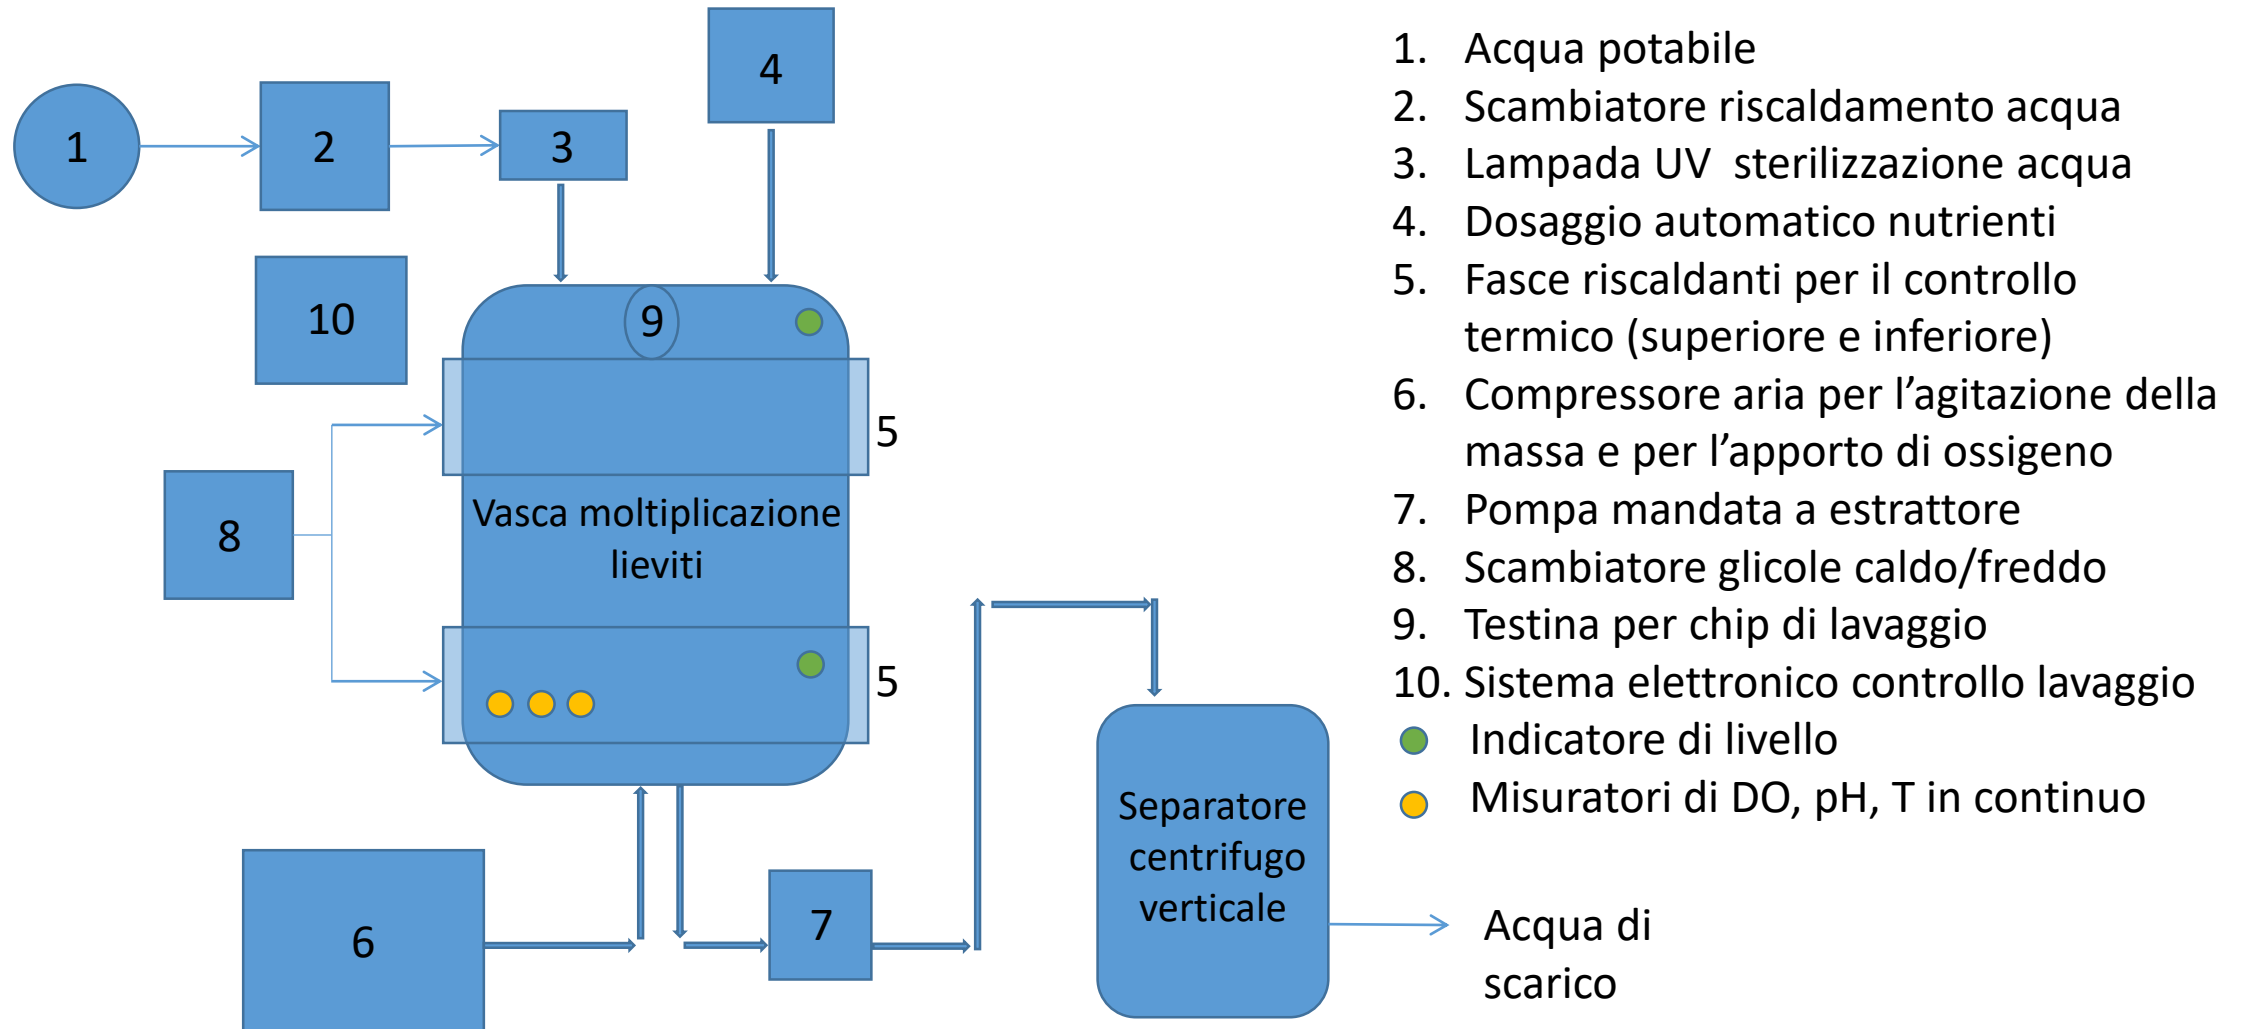 1
2
3
4
10
9
5
Vasca moltiplicazione
lieviti
8
5
6
7
Separatore
centrifugo
verticale
Acqua di
scarico
1. Acqua potabile
2. Scambiatore riscaldamento acqua
3. Lampada UV sterilizzazione acqua
4. Dosaggio automatico nutrienti
5. Fasce riscaldanti per il controllo
termico (superiore e inferiore)
6. Compressore aria per l’agitazione della
massa e per l’apporto di ossigeno
7. Pompa mandata a estrattore
8. Scambiatore glicole caldo/freddo
9. Testina per chip di lavaggio
10. Sistema elettronico controllo lavaggio
Indicatore di livello
Misuratori di DO, pH, T in continuo